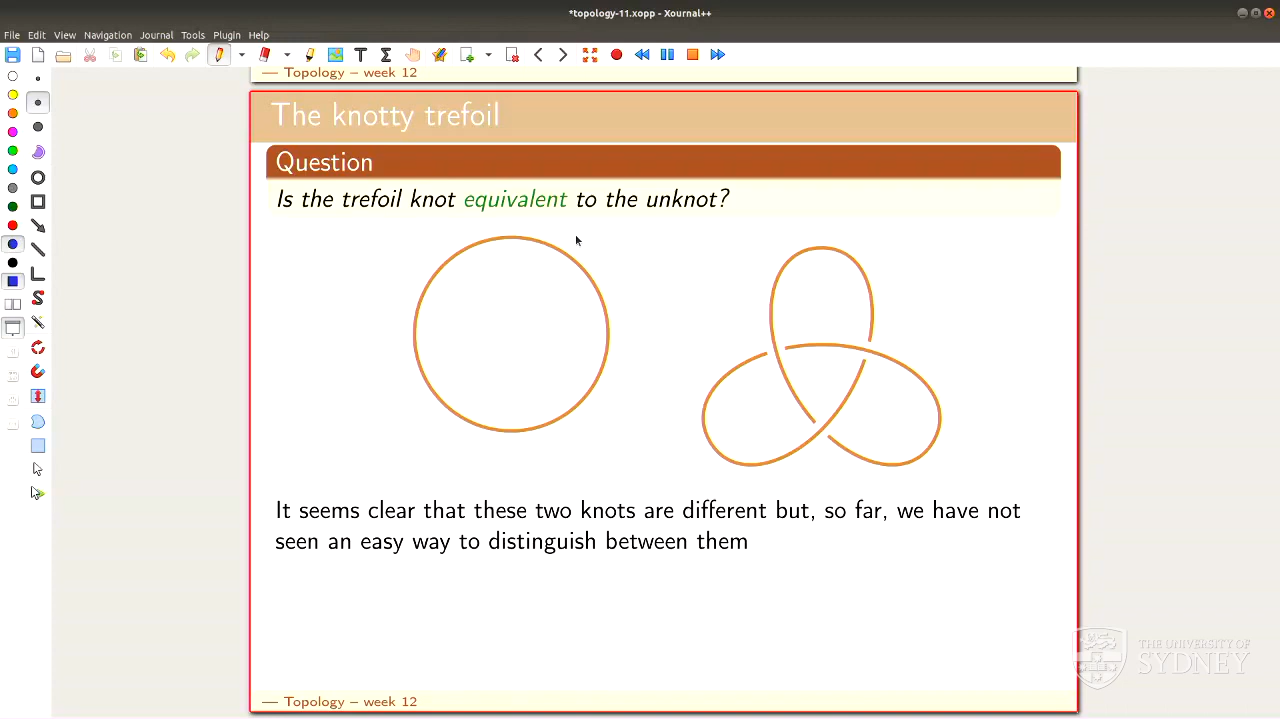 *topology-11.xopp - Xournal++
File Edit View Navigation Journal Tools Plugin Help
— Topology – week 12
The knotty trefoil
Question
Is the trefoil knot equivalent to the unknot?
It seems clear that these two knots are different but, so far, we have not
seen an easy way to distinguish between them
THE UNIVERSITY OF
SYDNEY
— Topology – week 12